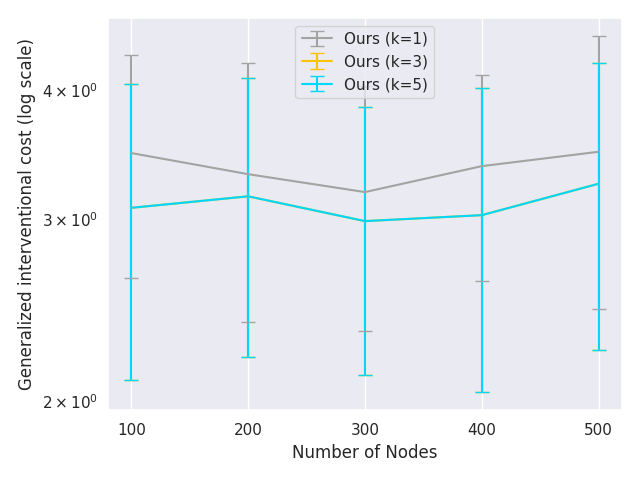 Generalized interventional cost (log scale)
4 × 10⁰
3 × 10⁰
2 × 10⁰
Ours (k=1)
Ours (k=3)
Ours (k=5)
100 200 300 400 500
Number of Nodes